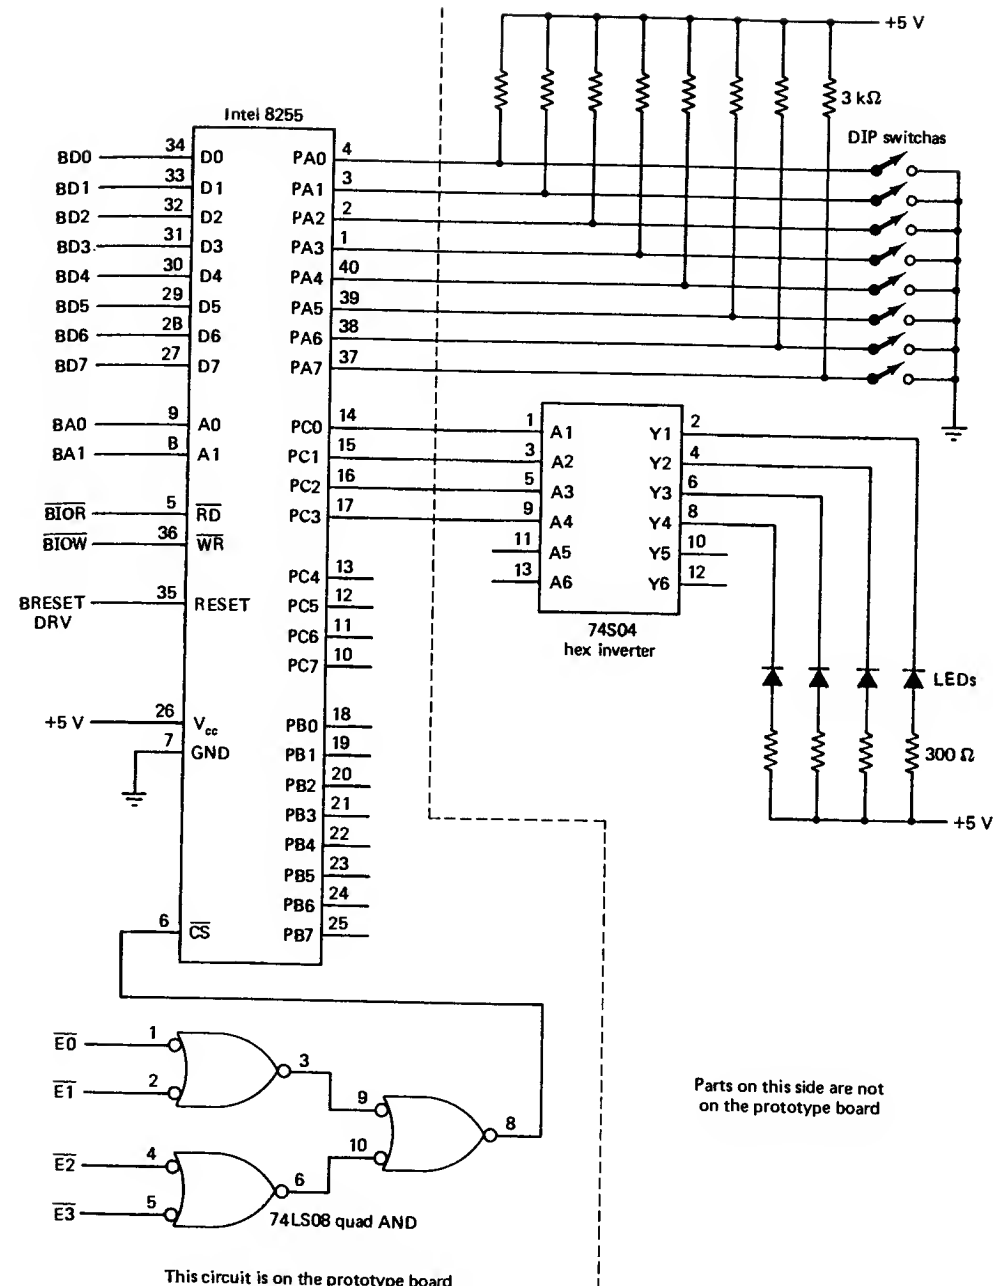 +5 V
3 kΩ
DIP switchas
Intel 8255
BD0 34 D0 PA0 4
BD1 33 D1 PA1 3
BD2 32 D2 PA2 2
BD3 31 D3 PA3 1
BD4 30 D4 PA4 40
BD5 29 D5 PA5 39
BD6 2B D6 PA6 38
BD7 27 D7 PA7 37
BA0 9 A0 PC0 14 1 A1 Y1 2
BA1 B A1 PC1 15 3 A2 Y2 4
PC2 16 5 A3 Y3 6
BIOR 5 RD PC3 17 9 A4 Y4 8
BIOW 36 WR 11 A5 Y5 10
PC4 13 13 A6 Y6 12
BRESET 35 RESET PC5 12
DRV
PC6 11
PC7 10
74S04
hex inverter
LEDs
+5 V 26 Vcc PB0 18
7 GND PB1 19
300 Ω
PB2 20
PB3 21
+5 V
PB4 22
PB5 23
PB6 24
6 CS PB7 25
E0 1
3
E1 2
9
8
10
E2 4
6
E3 5
74LS08 quad AND
Parts on this side are not
on the prototype board
This circuit is on the prototype board